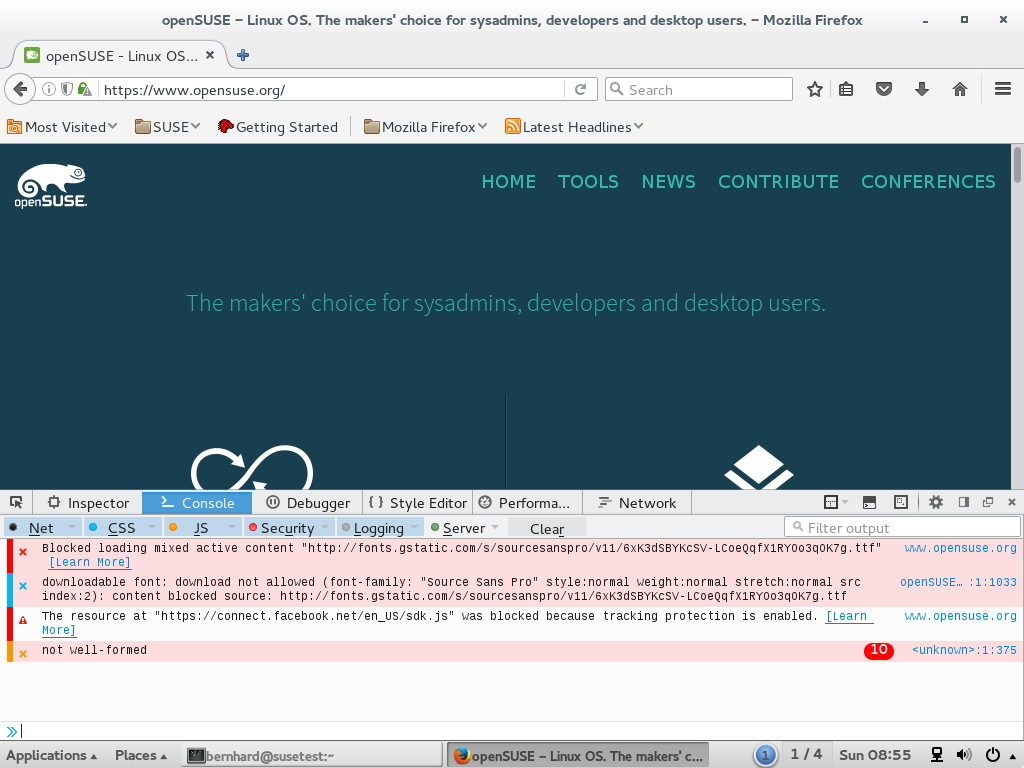 openSUSE – Linux OS. The makers' choice for sysadmins, developers and desktop users. – Mozilla Firefox
openSUSE - Linux OS...
https://www.opensuse.org/
Search
Most Visited
SUSE
Getting Started
Mozilla Firefox
Latest Headlines
openSUSE
HOME TOOLS NEWS CONTRIBUTE CONFERENCES
The makers' choice for sysadmins, developers and desktop users.
Inspector Console Debugger { } Style Editor Performa... Network
Net CSS JS Security Logging Server Clear Filter output
Blocked loading mixed active content "http://fonts.gstatic.com/s/sourcesanspro/v11/6xK3dSBYKcSV-LCoeQqfX1RYOo3qOK7g.ttf" www.opensuse.org
[Learn More]
downloadable font: download not allowed (font-family: "Source Sans Pro" style:normal weight:normal stretch:normal src openSUSE… :1:1033
index:2): content blocked source: http://fonts.gstatic.com/s/sourcesanspro/v11/6xK3dSBYKcSV-LCoeQqfX1RYOo3qOK7g.ttf
The resource at "https://connect.facebook.net/en_US/sdk.js" was blocked because tracking protection is enabled. [Learn www.opensuse.org
More]
not well-formed 10 <unknown>:1:375
Applications Places bernhard@susetest:~ openSUSE – Linux OS. The makers' c... 1 1 / 4 Sun 08:55